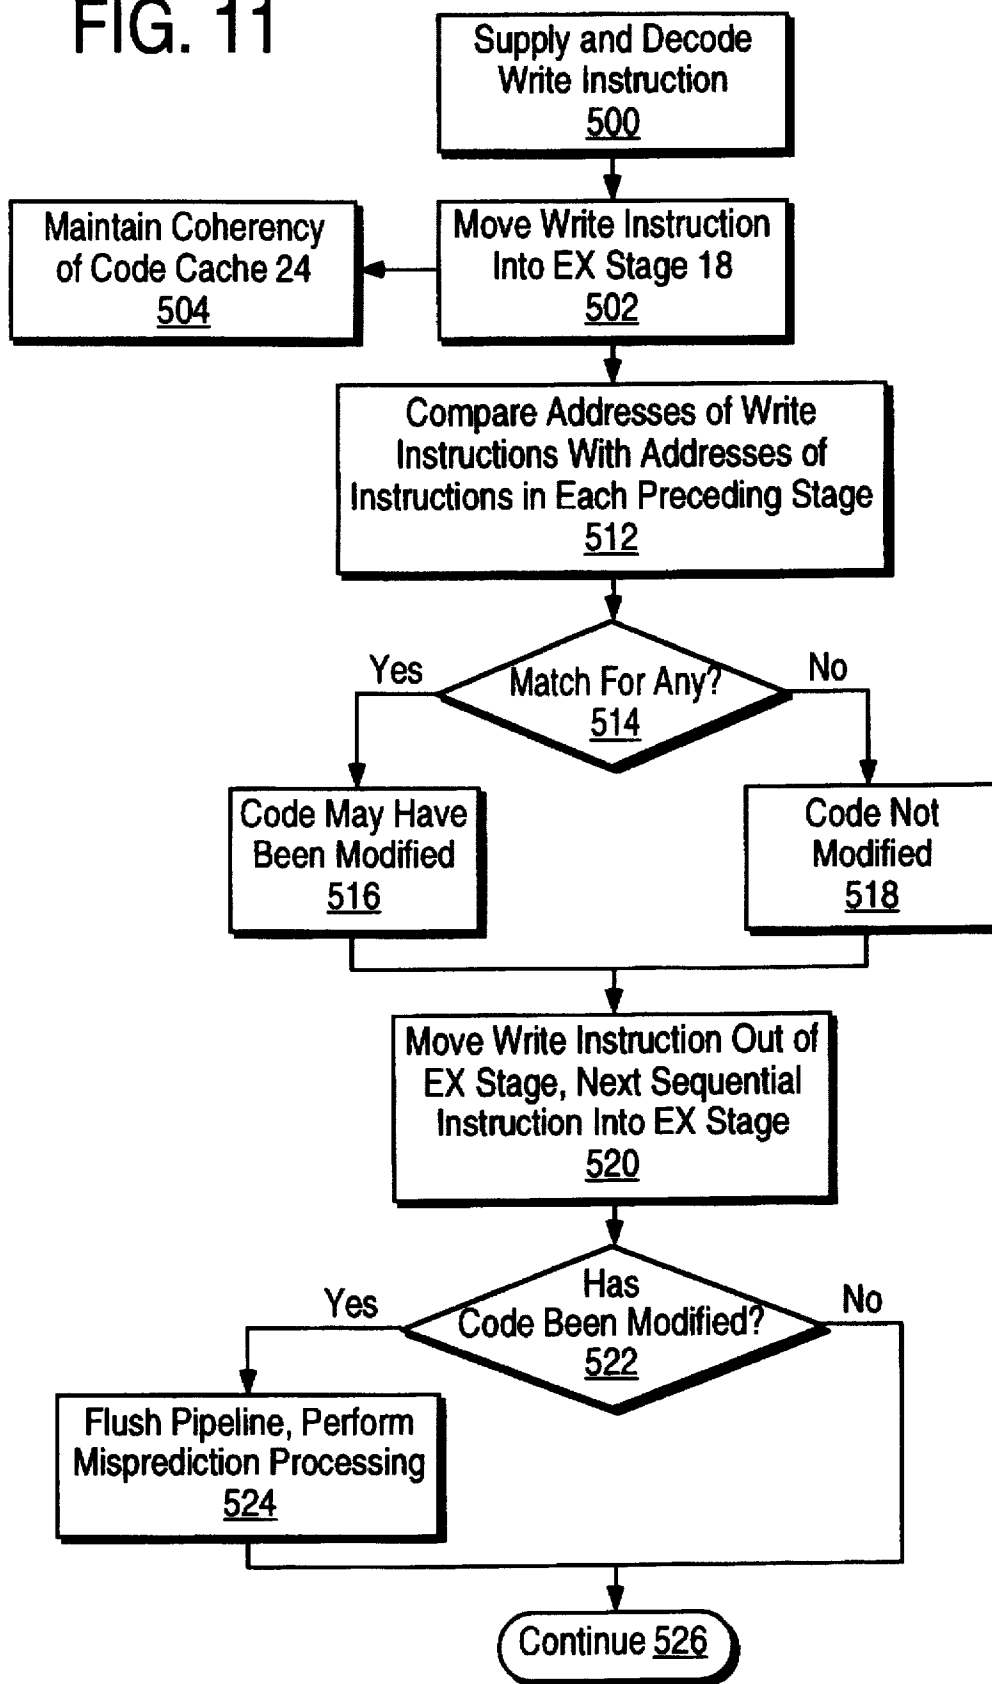 FIG. 11
Supply and Decode
Write Instruction
500
Maintain Coherency
of Code Cache 24
504
Move Write Instruction
Into EX Stage 18
502
Compare Addresses of Write
Instructions With Addresses of
Instructions in Each Preceding Stage
512
Yes
Match For Any?
514
No
Code May Have
Been Modified
516
Code Not
Modified
518
Move Write Instruction Out of
EX Stage, Next Sequential
Instruction Into EX Stage
520
Yes
Has
Code Been Modified?
522
No
Flush Pipeline, Perform
Misprediction Processing
524
Continue 526